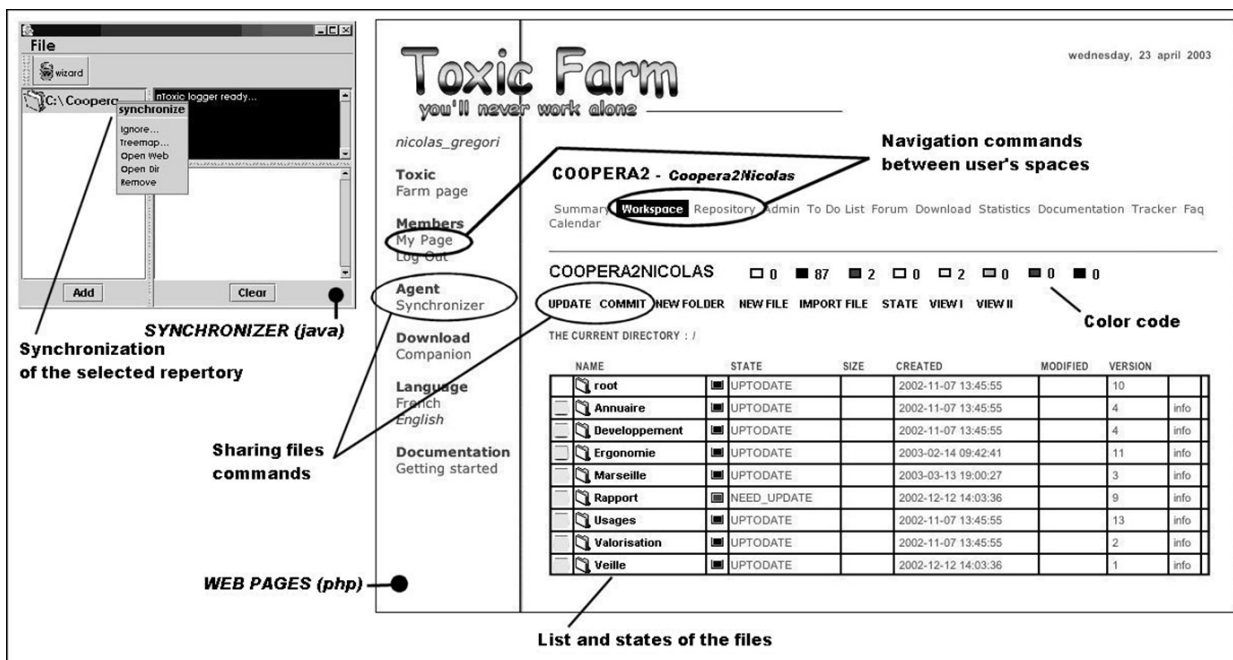 File
wizard
C:\ Coopera
nToxic logger ready...
synchronize
Ignore...
Treemap...
Open Web
Open Dir
Remove
Add
Clear
SYNCHRONIZER (java)
Synchronization
of the selected repertory
Sharing files
commands
WEB PAGES (php)
Toxic Farm
you'll never work alone
wednesday, 23 april 2003
nicolas_gregori
Toxic
Farm page
Members
My Page
Log Out
Agent
Synchronizer
Download
Companion
Language
French
English
Documentation
Getting started
Navigation commands
between user's spaces
COOPERA2 - Coopera2Nicolas
Summary Workspace Repository Admin To Do List Forum Download Statistics Documentation Tracker Faq
Calendar
COOPERA2NICOLAS 0 87 2 0 2 0 0 0
UPDATE COMMIT NEW FOLDER NEW FILE IMPORT FILE STATE VIEW I VIEW II
Color code
THE CURRENT DIRECTORY : /
NAME STATE SIZE CREATED MODIFIED VERSION
root UPTODATE 2002-11-07 13:45:55 10
Annuaire UPTODATE 2002-11-07 13:45:55 4 info
Developpement UPTODATE 2002-11-07 13:45:55 4 info
Ergonomie UPTODATE 2003-02-14 09:42:41 11 info
Marseille UPTODATE 2003-03-13 19:00:27 3 info
Rapport NEED_UPDATE 2002-12-12 14:03:36 9 info
Usages UPTODATE 2002-11-07 13:45:55 13 info
Valorisation UPTODATE 2002-11-07 13:45:55 2 info
Veille UPTODATE 2002-12-12 14:03:36 1 info
List and states of the files